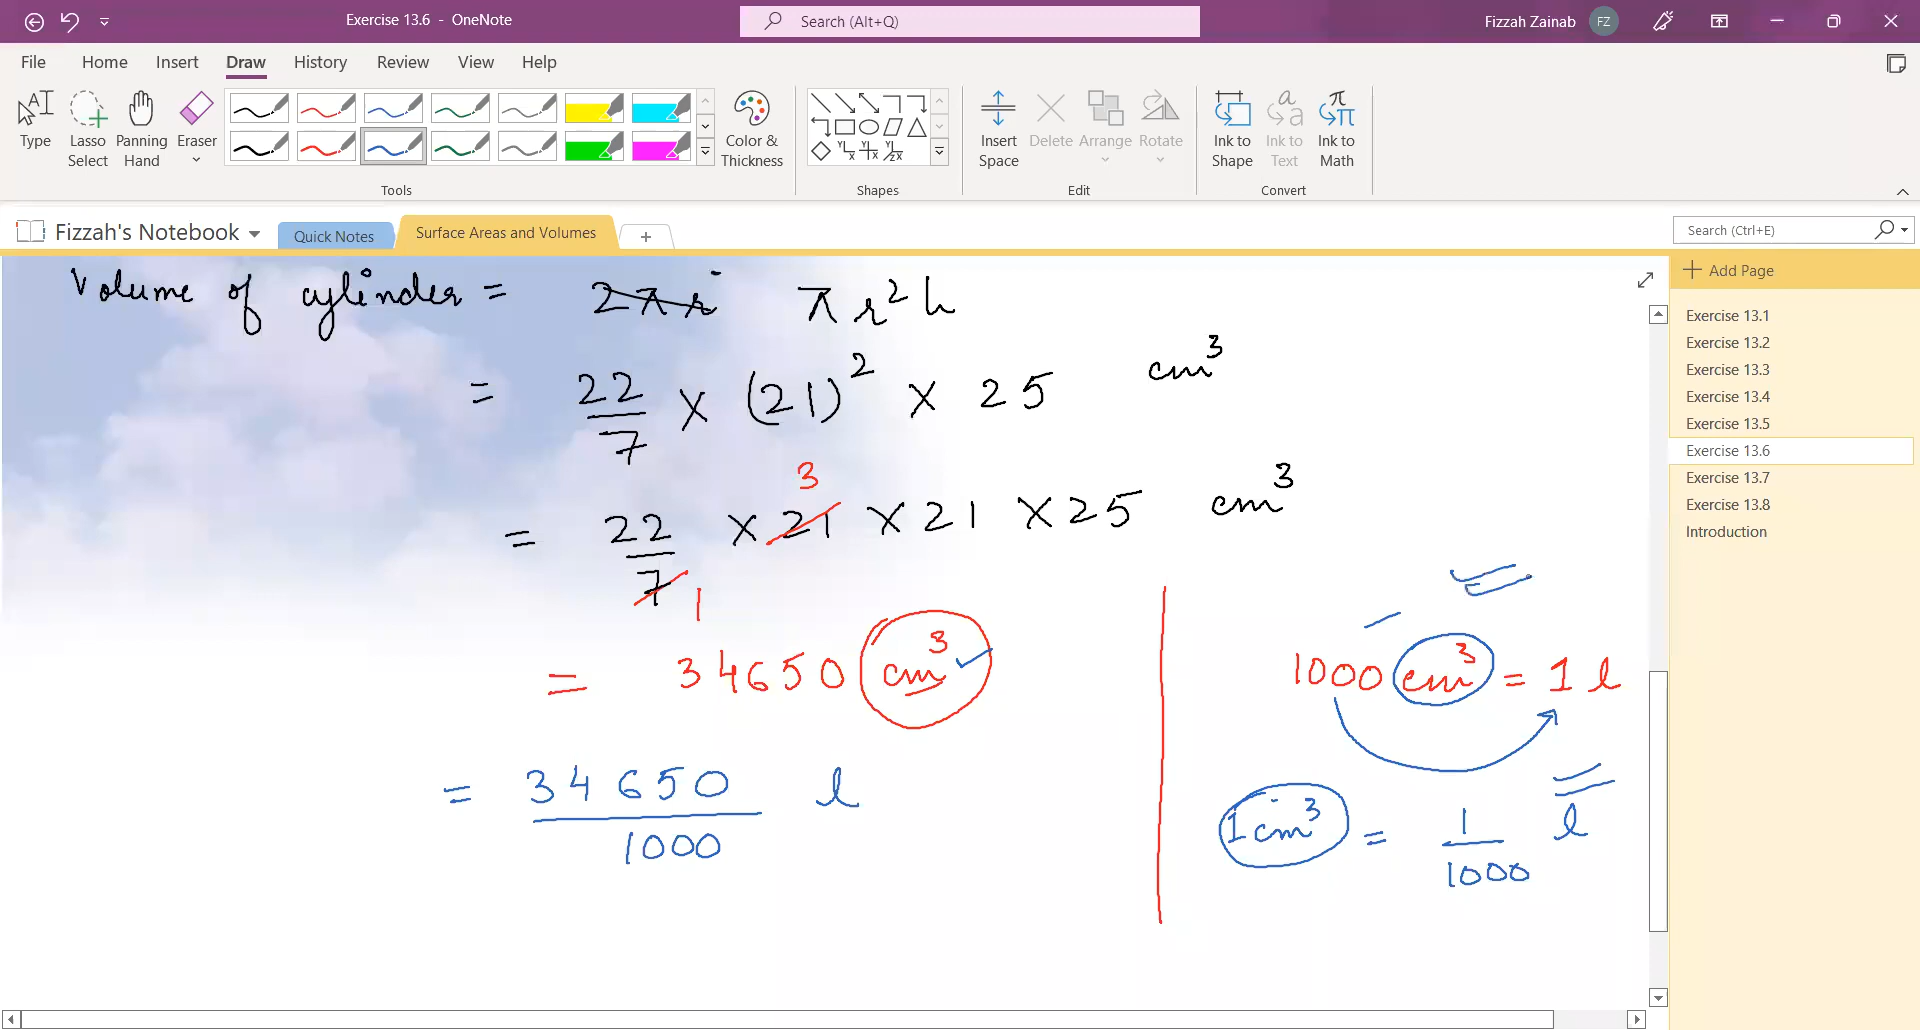 Exercise 13.6 - OneNote
Search (Alt+Q)
Fizzah Zainab FZ
File Home Insert Draw History Review View Help
Type
Lasso Select
Panning Hand
Eraser
Color & Thickness
Insert Space
Delete
Arrange
Rotate
Ink to Shape
Ink to Text
Ink to Math
Tools Shapes Edit Convert
Fizzah's Notebook
Quick Notes
Surface Areas and Volumes
Search (Ctrl+E)
Add Page
Exercise 13.1
Exercise 13.2
Exercise 13.3
Exercise 13.4
Exercise 13.5
Exercise 13.6
Exercise 13.7
Exercise 13.8
Introduction
Volume of cylinder = 2πr πr²h
= 22/7 × (21)² × 25 cm³
3
= 22/7 × 21 × 21 × 25 cm³
1
= 34650 cm³
= 34650/1000 l
1000 cm³ = 1 l
1 cm³ = 1/1000 l